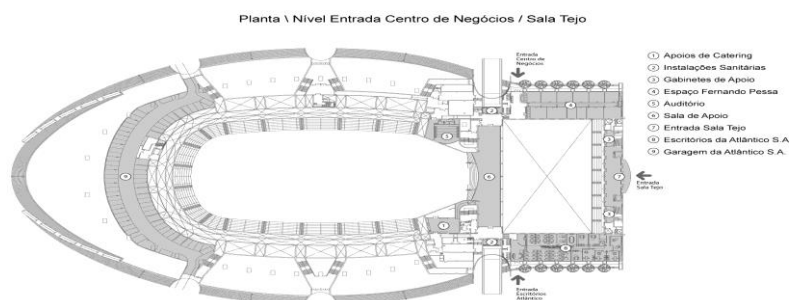 Planta \ Nível Entrada Centro de Negócios / Sala Tejo
Entrada
Centro de
Negócios
1 Apoios de Catering
2 Instalações Sanitárias
3 Gabinetes de Apoio
4 Espaço Fernando Pessa
5 Auditório
6 Sala de Apoio
7 Entrada Sala Tejo
8 Escritórios da Atlântico S.A
9 Garagem da Atlântico S.A.
Entrada
Sala Tejo
Entrada
Escritórios
Atlântico